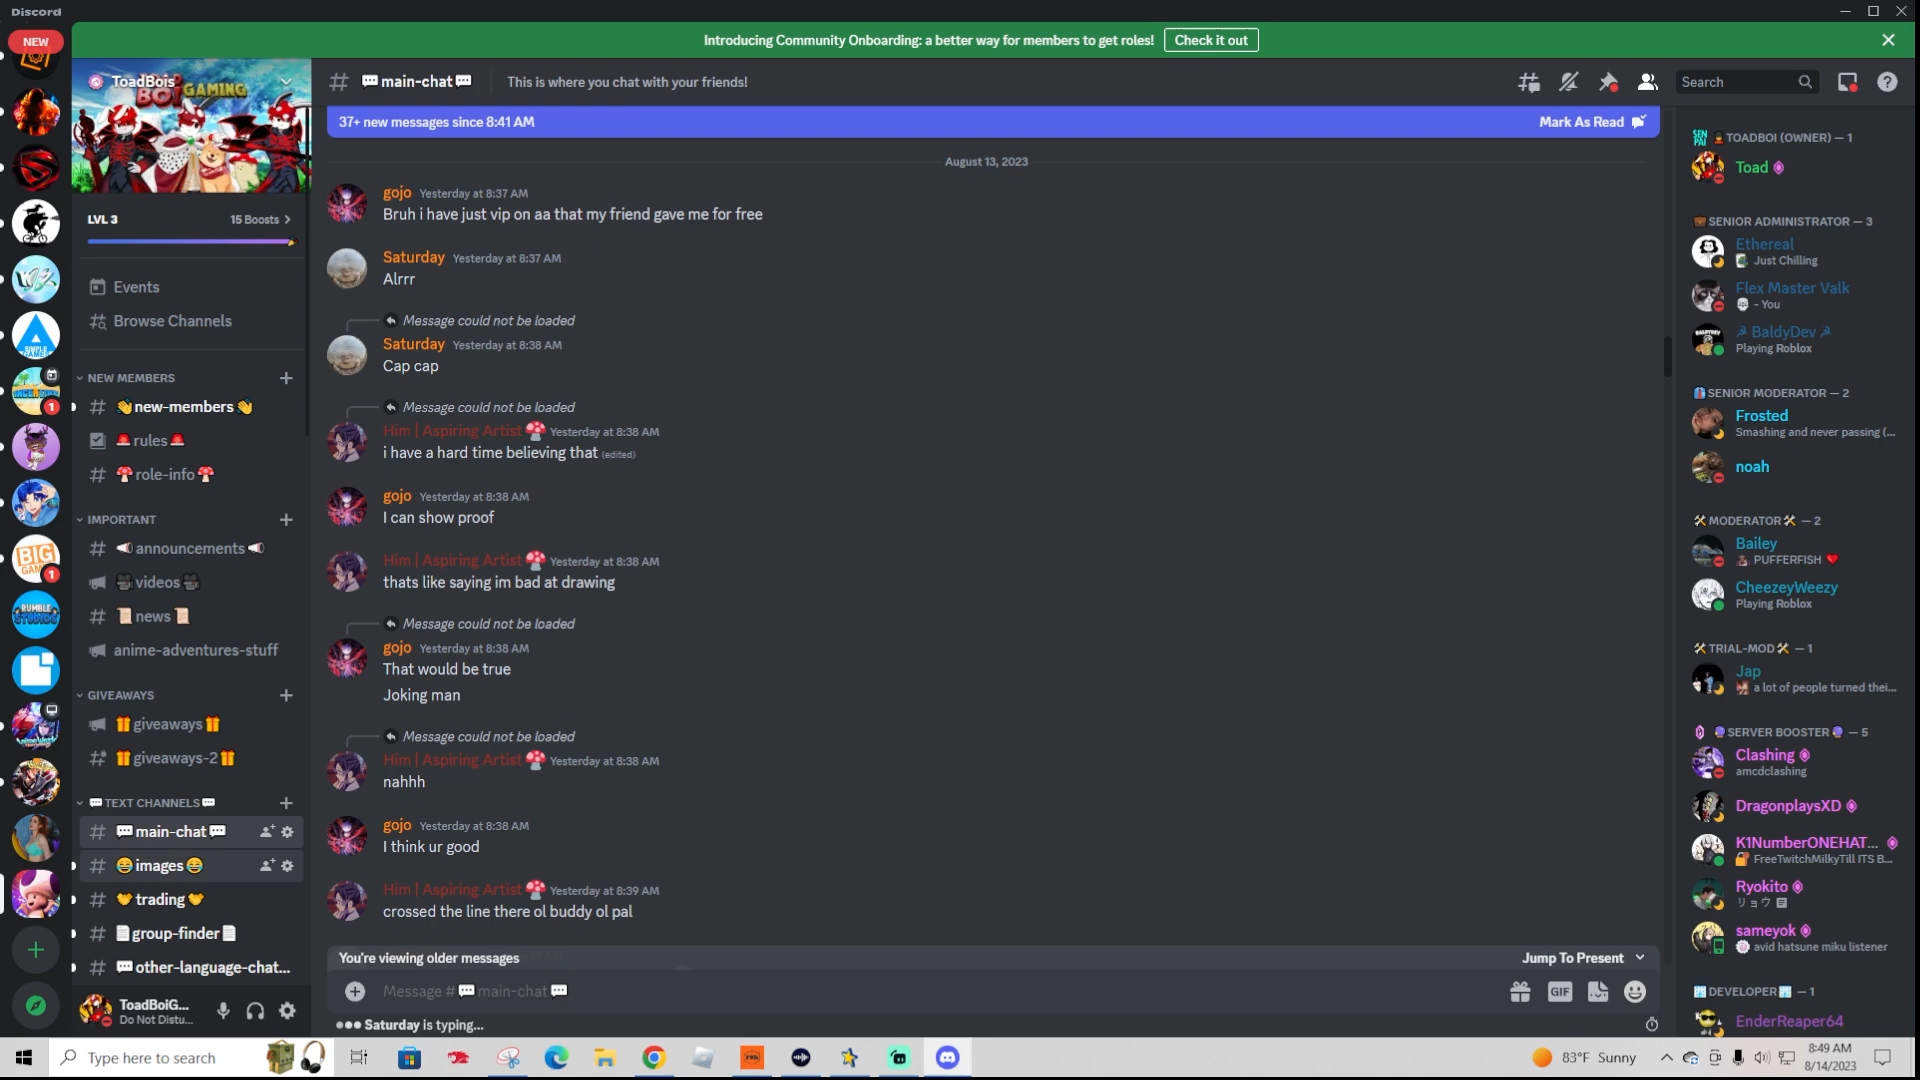 Discord
Introducing Community Onboarding: a better way for members to get roles!
Check it out
NEW
ToadBois
GAMING
LVL 3
15 Boosts
Events
Browse Channels
NEW MEMBERS
new-members
rules
role-info
IMPORTANT
announcements
videos
news
anime-adventures-stuff
GIVEAWAYS
giveaways
giveaways-2
TEXT CHANNELS
main-chat
images
trading
group-finder
other-language-chat...
ToadBoiG...
Do Not Distu...
SIMPLE GAMES
1
BIG GAM
1
RUMBLE STUDIOS
main-chat
This is where you chat with your friends!
Search
37+ new messages since 8:41 AM
Mark As Read
August 13, 2023
gojo Yesterday at 8:37 AM
Bruh i have just vip on aa that my friend gave me for free
Saturday Yesterday at 8:37 AM
Alrrr
Message could not be loaded
Saturday Yesterday at 8:38 AM
Cap cap
Message could not be loaded
Him | Aspiring Artist Yesterday at 8:38 AM
i have a hard time believing that (edited)
gojo Yesterday at 8:38 AM
I can show proof
Him | Aspiring Artist Yesterday at 8:38 AM
thats like saying im bad at drawing
Message could not be loaded
gojo Yesterday at 8:38 AM
That would be true
Joking man
Message could not be loaded
Him | Aspiring Artist Yesterday at 8:38 AM
nahhh
gojo Yesterday at 8:38 AM
I think ur good
Him | Aspiring Artist Yesterday at 8:39 AM
crossed the line there ol buddy ol pal
You're viewing older messages
Jump To Present
Message # main-chat
GIF
Saturday is typing...
SEN PAI TOADBOI (OWNER) — 1
Toad
SENIOR ADMINISTRATOR — 3
Ethereal
Just Chilling
Flex Master Valk
- You
BaldyDev
Playing Roblox
SENIOR MODERATOR — 2
Frosted
Smashing and never passing (...
noah
MODERATOR — 2
Bailey
PUFFERFISH
CheezeyWeezy
Playing Roblox
TRIAL-MOD — 1
Jap
a lot of people turned thei...
SERVER BOOSTER — 5
Clashing
amcdclashing
DragonplaysXD
K1NumberONEHAT...
FreeTwitchMilkyTill ITS B...
Ryokito
リョウ
sameyok
avid hatsune miku listener
DEVELOPER — 1
EnderReaper64
Type here to search
83°F Sunny
8:49 AM
8/14/2023